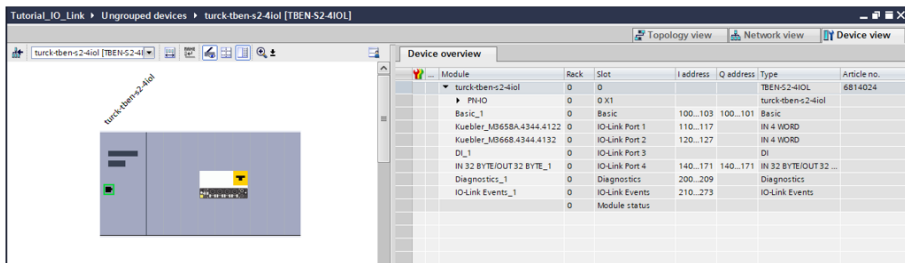 Tutorial_IO_Link ▸ Ungrouped devices ▸ turck-tben-s2-4iol [TBEN-S2-4IOL]
Topology view Network view Device view
turck-tben-s2-4iol [TBEN-S2-4I
Device overview
... Module Rack Slot I address Q address Type Article no.
turck-tben-s2-4iol 0 0 TBEN-S2-4IOL 6814024
PN-IO 0 0 X1 turck-tben-s2-4iol
Basic_1 0 Basic 100...103 100...101 Basic
Kuebler_M3658A.4344.4122 0 IO-Link Port 1 110...117 IN 4 WORD
Kuebler_M3668.4344.4132 0 IO-Link Port 2 120...127 IN 4 WORD
DI_1 0 IO-Link Port 3 DI
IN 32 BYTE/OUT 32 BYTE_1 0 IO-Link Port 4 140...171 140...171 IN 32 BYTE/OUT 32 ...
Diagnostics_1 0 Diagnostics 200...209 Diagnostics
IO-Link Events_1 0 IO-Link Events 210...273 IO-Link Events
0 Module status
turck-tben-s2-4iol